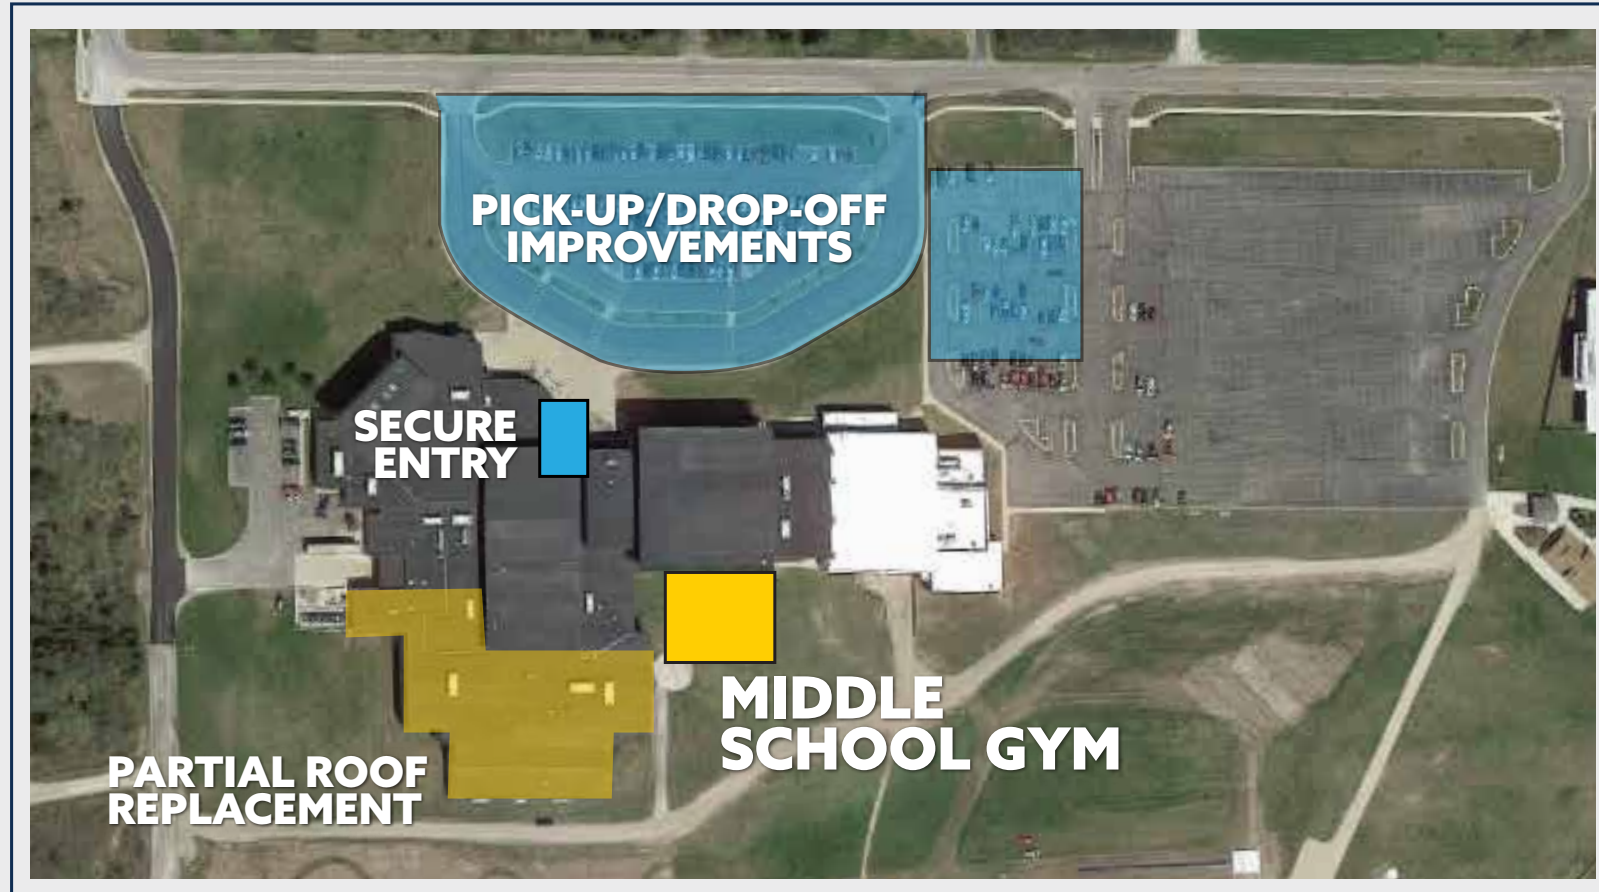 PICK-UP/DROP-OFF
IMPROVEMENTS
SECURE
ENTRY
MIDDLE
SCHOOL GYM
PARTIAL ROOF
REPLACEMENT